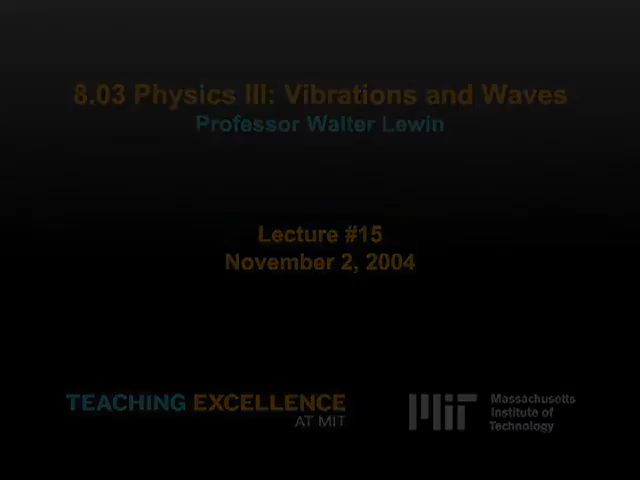 8.03 Physics III: Vibrations and Waves
Professor Walter Lewin
Lecture #15
November 2, 2004
TEACHING EXCELLENCE
AT MIT
MIT
Massachusetts
Institute of
Technology